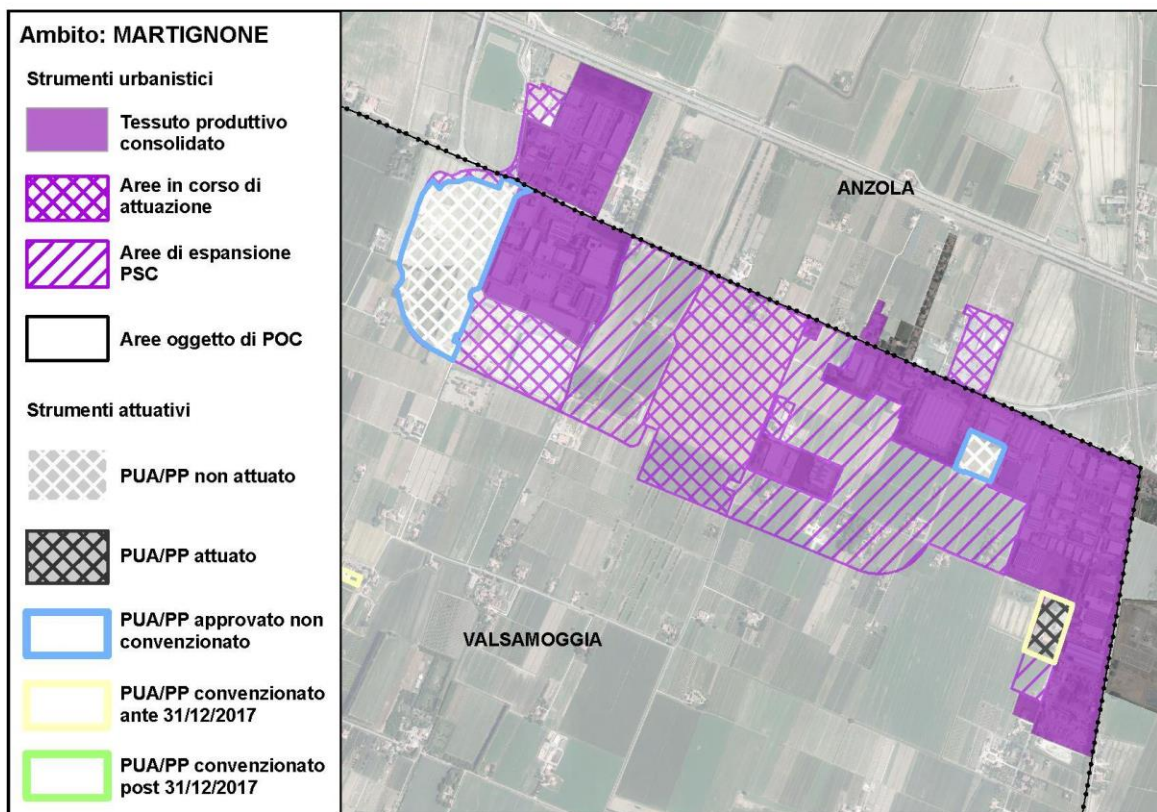 Ambito: MARTIGNONE
Strumenti urbanistici
Tessuto produttivo
consolidato
Aree in corso di
attuazione
Aree di espansione
PSC
Aree oggetto di POC
Strumenti attuativi
PUA/PP non attuato
PUA/PP attuato
PUA/PP approvato non
convenzionato
PUA/PP convenzionato
ante 31/12/2017
PUA/PP convenzionato
post 31/12/2017
ANZOLA
VALSAMOGGIA